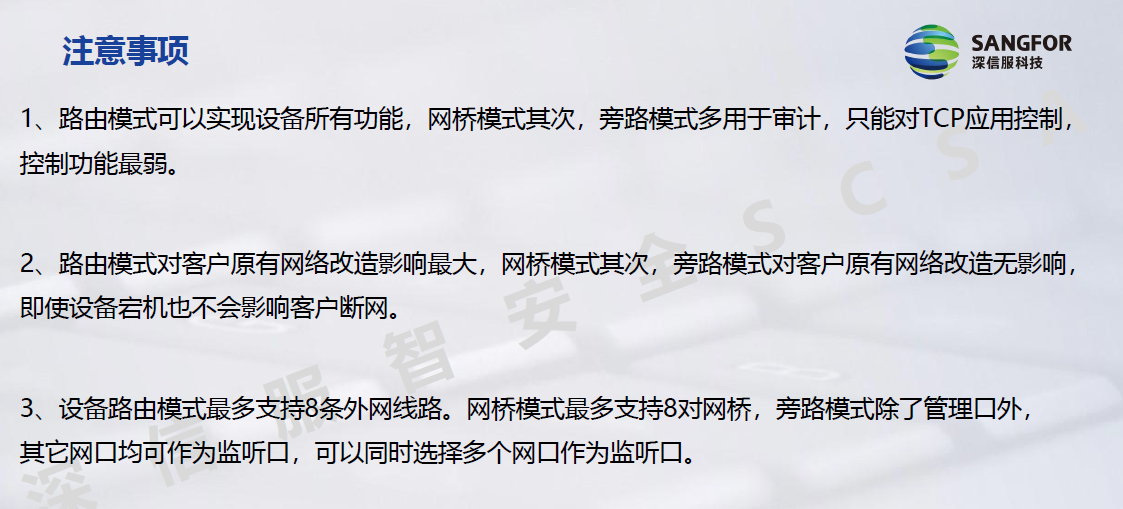 注意事项
SANGFOR
深信服科技
1、路由模式可以实现设备所有功能，网桥模式其次，旁路模式多用于审计，只能对TCP应用控制，
控制功能最弱。
2、路由模式对客户原有网络改造影响最大，网桥模式其次，旁路模式对客户原有网络改造无影响，
即使设备宕机也不会影响客户断网。
3、设备路由模式最多支持8条外网线路。网桥模式最多支持8对网桥，旁路模式除了管理口外，
其它网口均可作为监听口，可以同时选择多个网口作为监听口。
深信服智安全SCSA